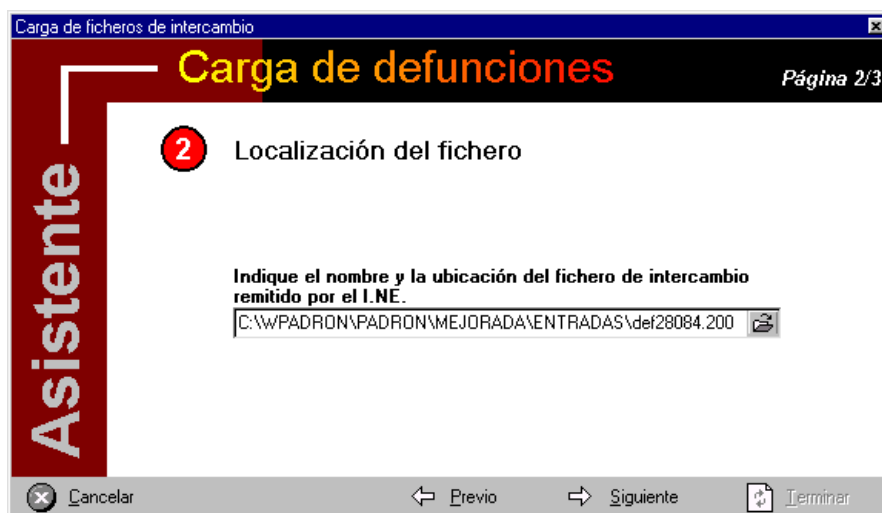 Carga de ficheros de intercambio
Carga de defunciones
Página 2/3
Asistente
2
Localización del fichero
Indique el nombre y la ubicación del fichero de intercambio
remitido por el I.NE.
C:\WPADRON\PADRON\MEJORADA\ENTRADAS\def28084.200
Cancelar
Previo
Siguiente
Terminar